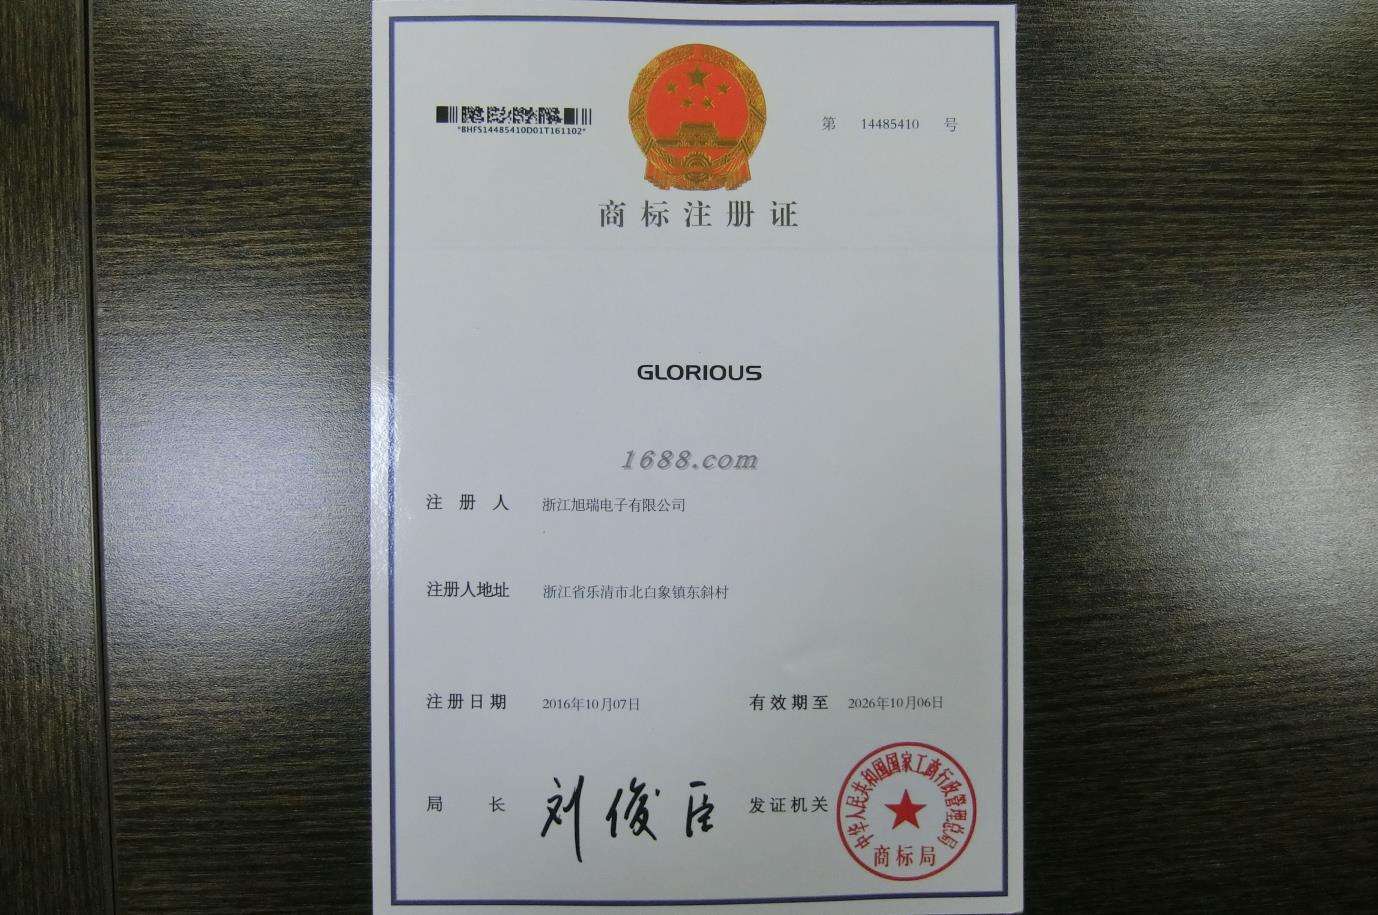 *BHFS14485410D01T161102*
第 14485410 号
商标注册证
GLORIOUS
1688.com
注册人 浙江旭瑞电子有限公司
注册人地址 浙江省乐清市北白象镇东斜村
注册日期 2016年10月07日 有效期至 2026年10月06日
局长 刘俊臣 发证机关
中华人民共和国国家工商行政管理总局
商标局